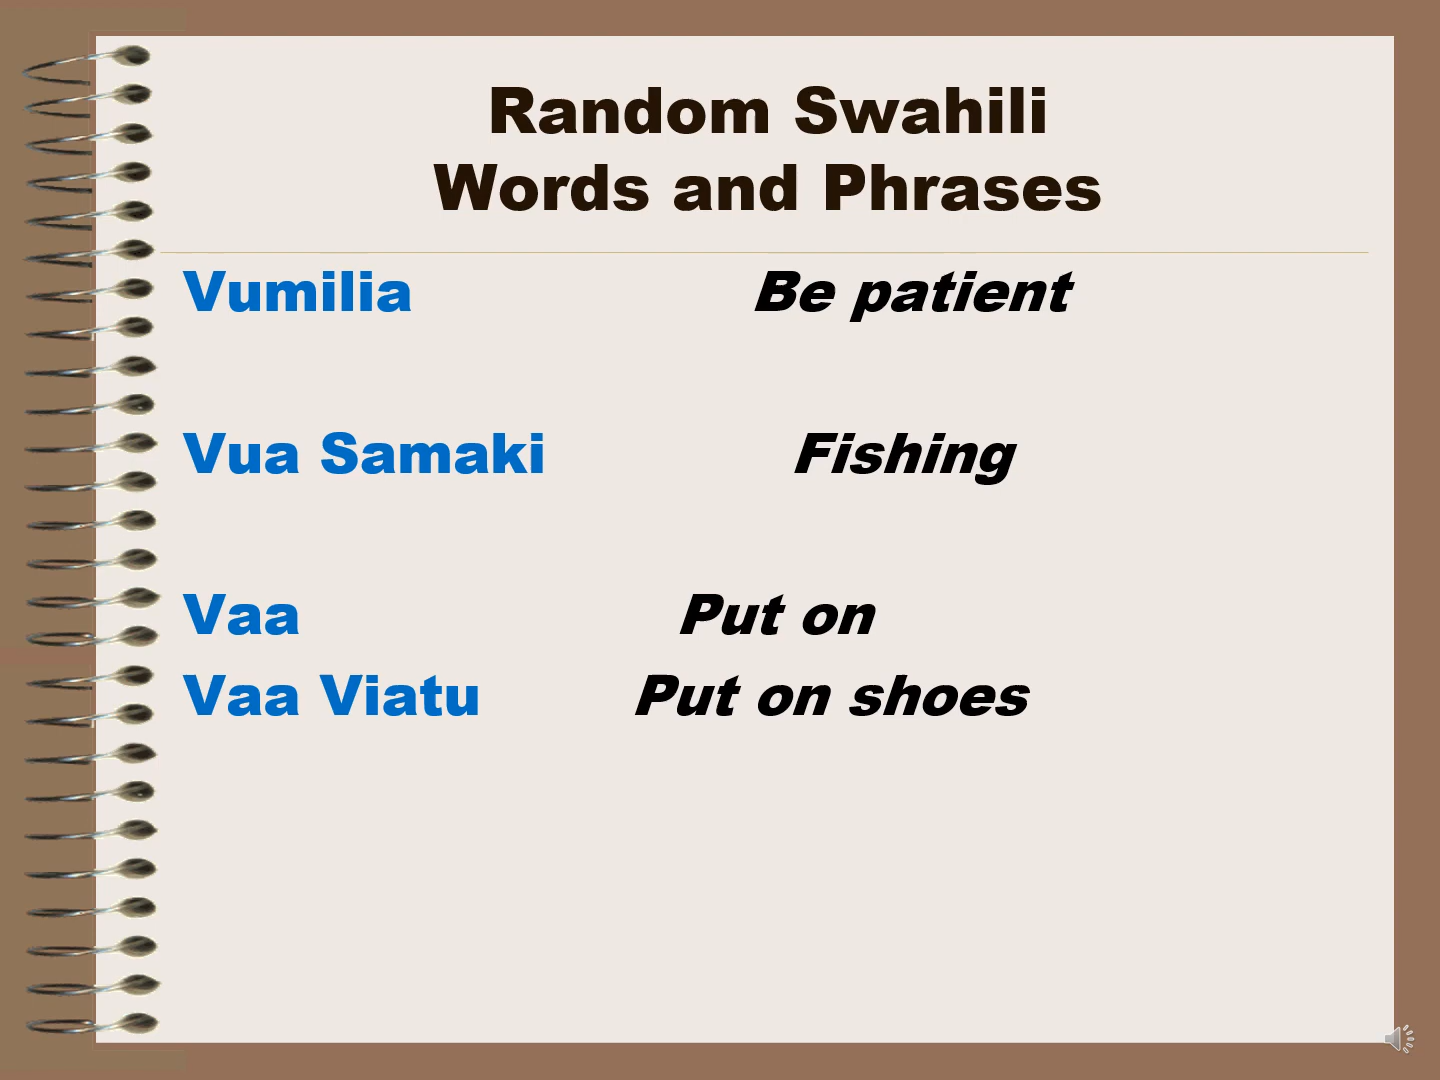 Random Swahili
Words and Phrases
Vumilia Be patient
Vua Samaki Fishing
Vaa Put on
Vaa Viatu Put on shoes